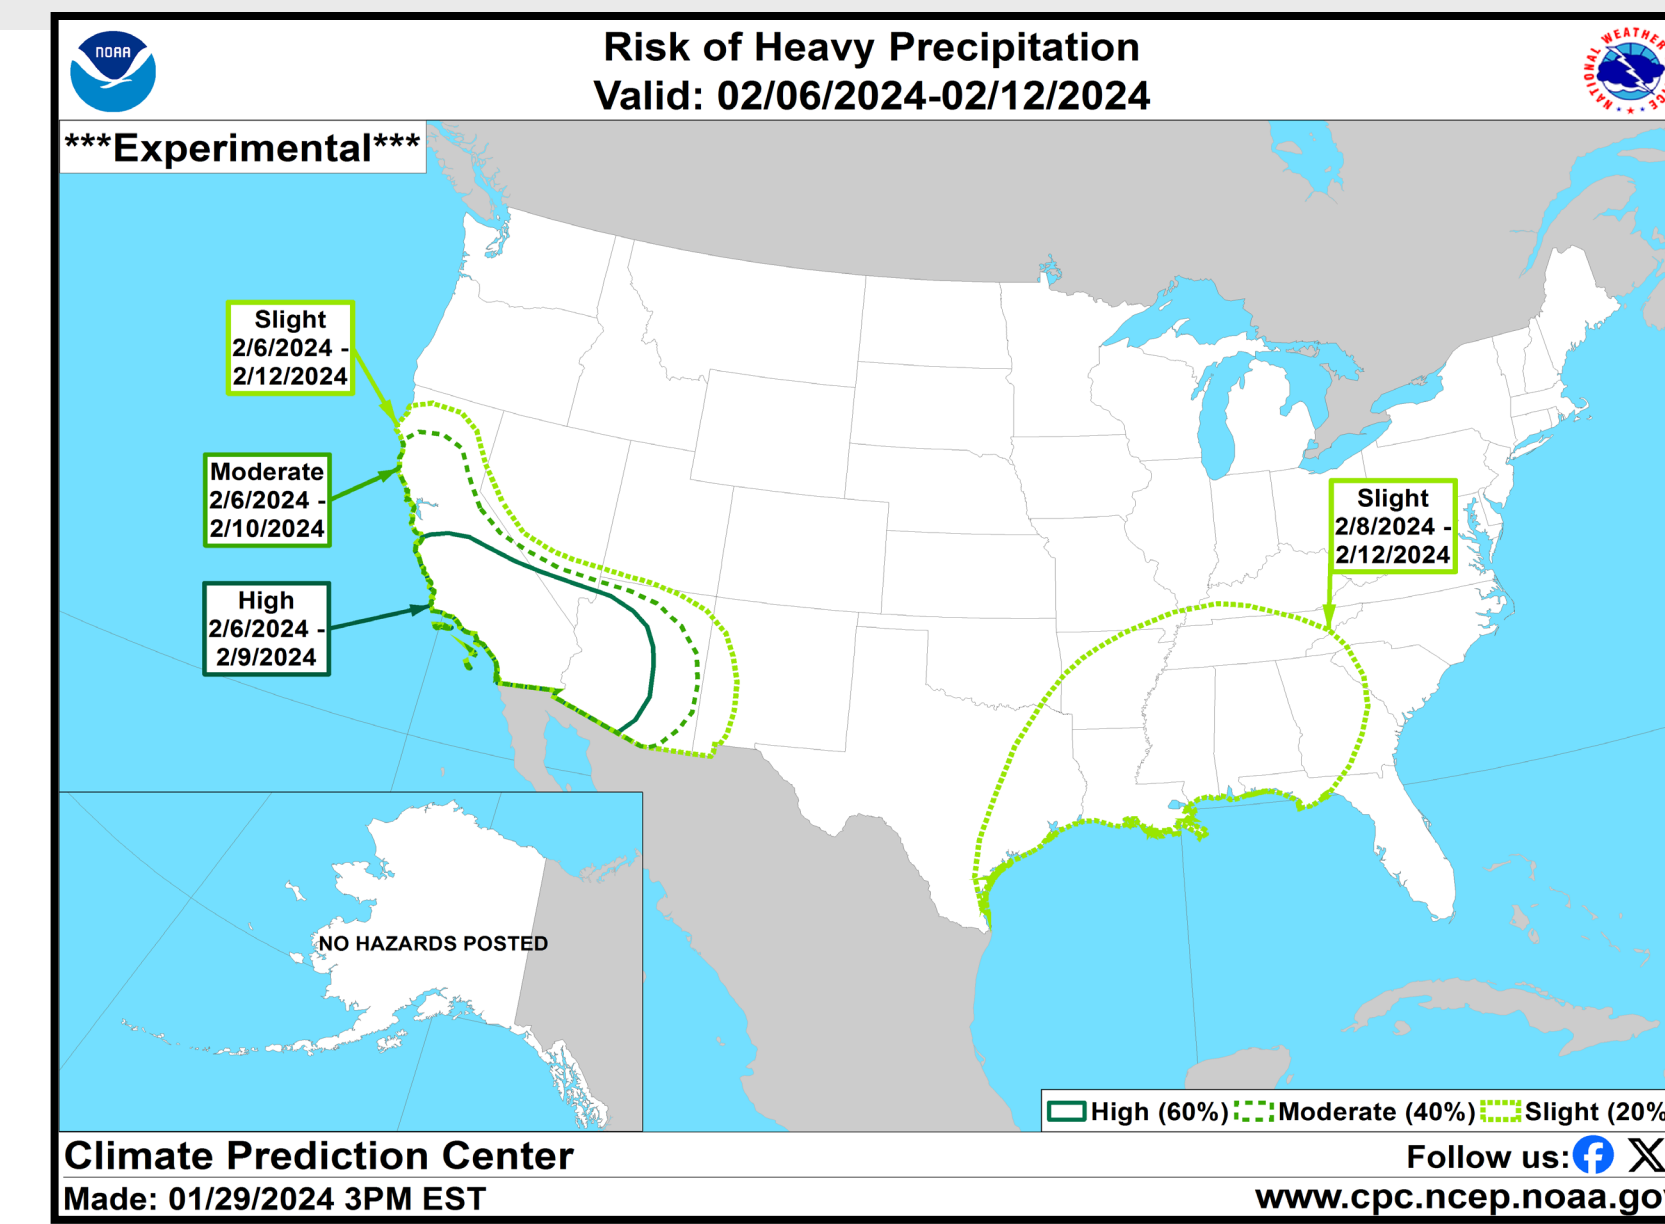 NOAA
Risk of Heavy Precipitation
Valid: 02/06/2024-02/12/2024
NATIONAL WEATHER
***Experimental***
Slight
2/6/2024 -
2/12/2024
Moderate
2/6/2024 -
2/10/2024
High
2/6/2024 -
2/9/2024
Slight
2/8/2024 -
2/12/2024
NO HAZARDS POSTED
High (60%) Moderate (40%) Slight (20%
Climate Prediction Center
Follow us:
Made: 01/29/2024 3PM EST
www.cpc.ncep.noaa.gov